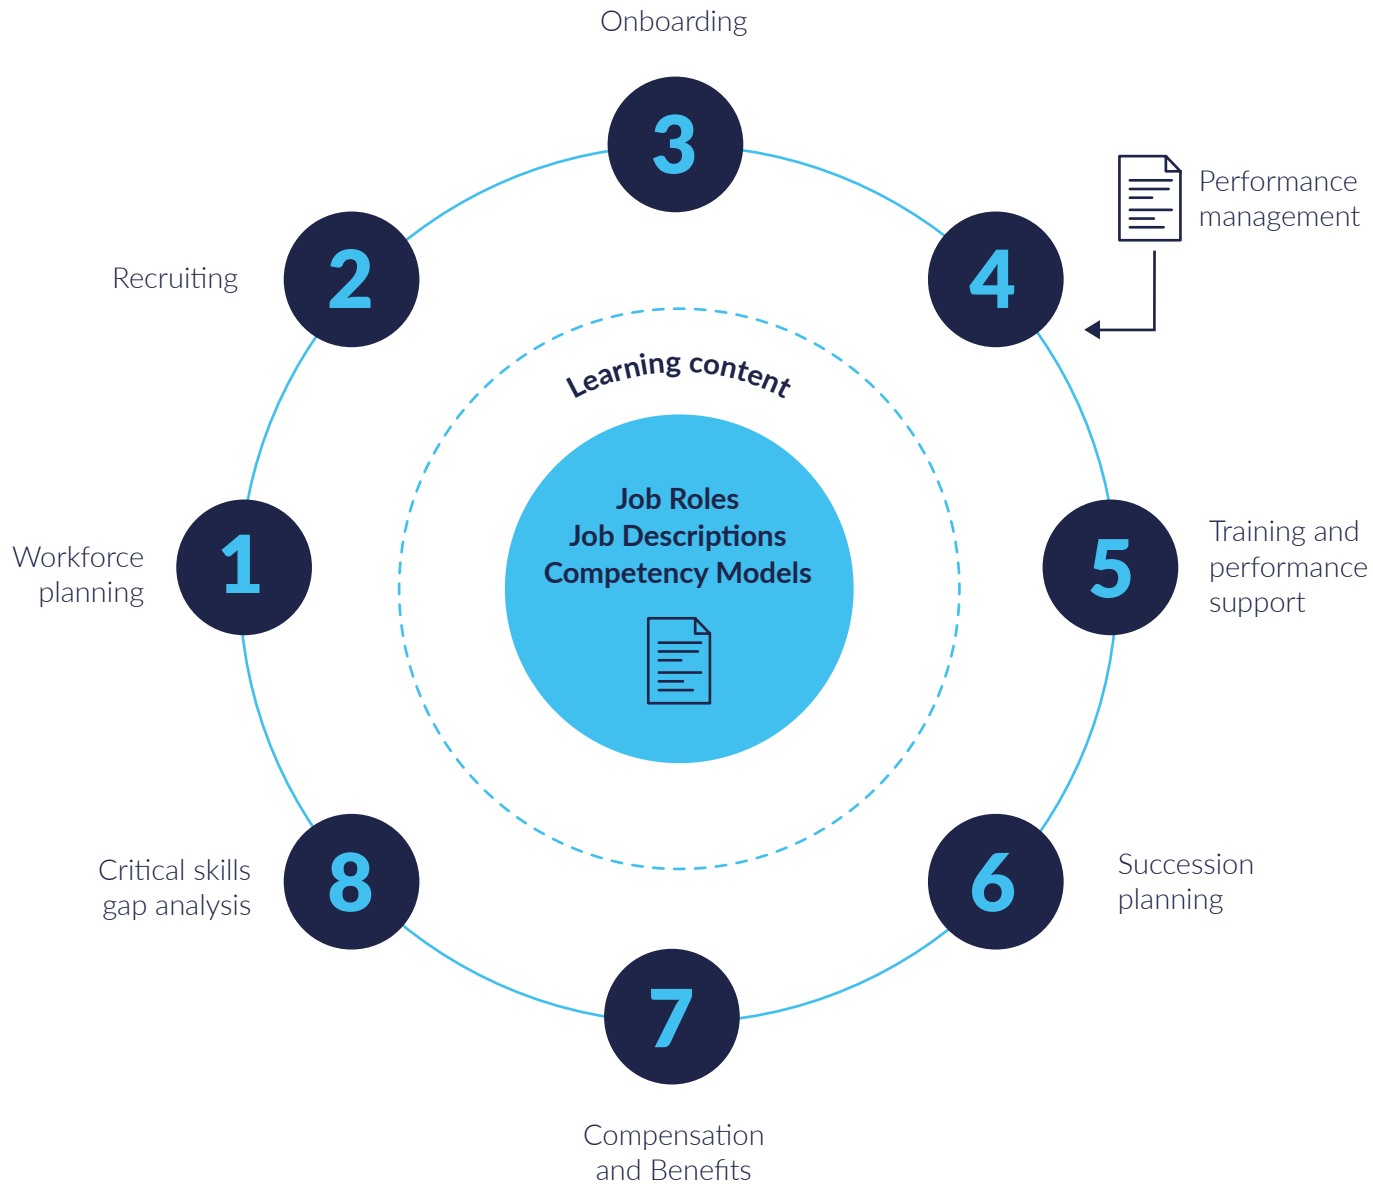 Onboarding
3
Performance
management
2
Recruiting
4
Learning content
Job Roles
Job Descriptions
Competency Models
1
Workforce
planning
5
Training and
performance
support
8
Critical skills
gap analysis
6
Succession
planning
7
Compensation
and Benefits